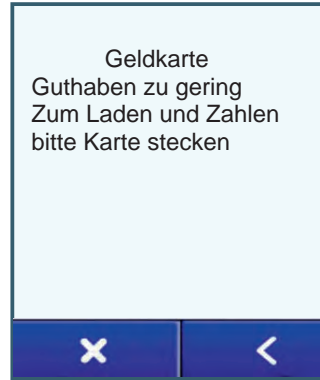 Geldkarte
Guthaben zu gering
Zum Laden und Zahlen
bitte Karte stecken